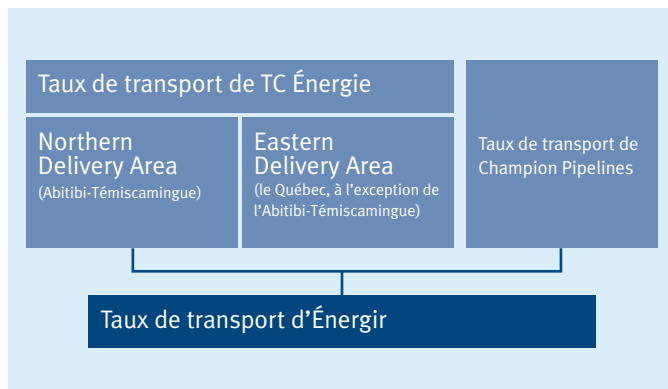 Taux de transport de TC Énergie
Northern
Delivery Area
(Abitibi-Témiscamingue)
Eastern
Delivery Area
(le Québec, à l'exception de
l'Abitibi-Témiscamingue)
Taux de transport de
Champion Pipelines
Taux de transport d'Énergir